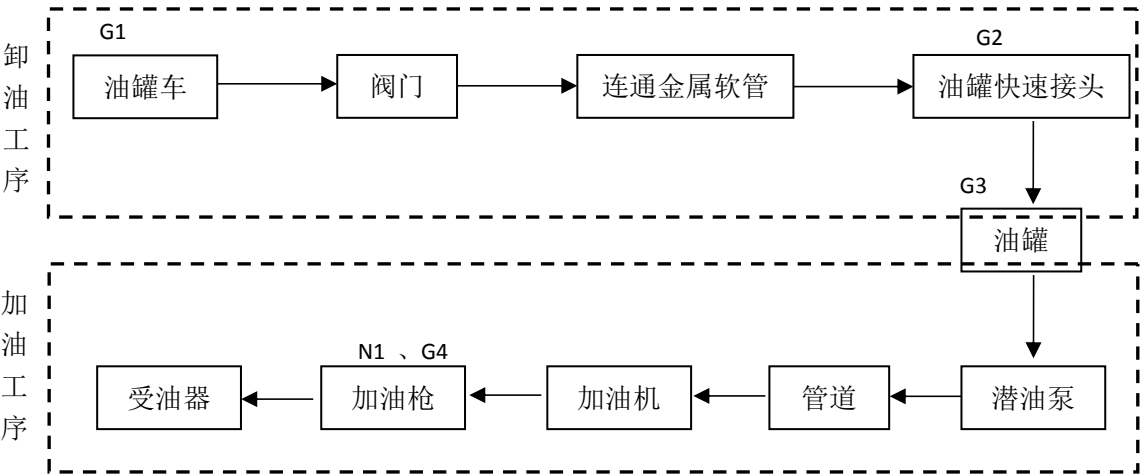 卸油工序
G1
G2
油罐车
阀门
连通金属软管
油罐快速接头
G3
油罐
加油工序
N1 、G4
受油器
加油枪
加油机
管道
潜油泵